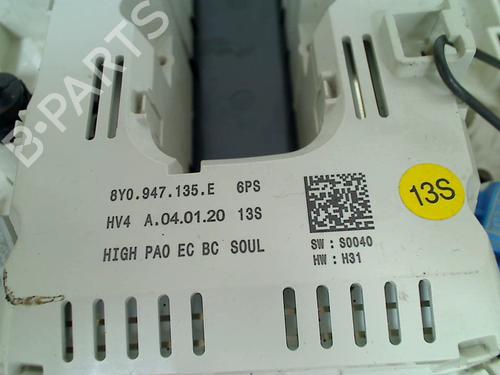 B-PARTS
8Y0.947.135.E 6PS
HV4 A.04.01.20 13S
HIGH PAO EC BC SOUL
SW : S0040
HW : H31
13S